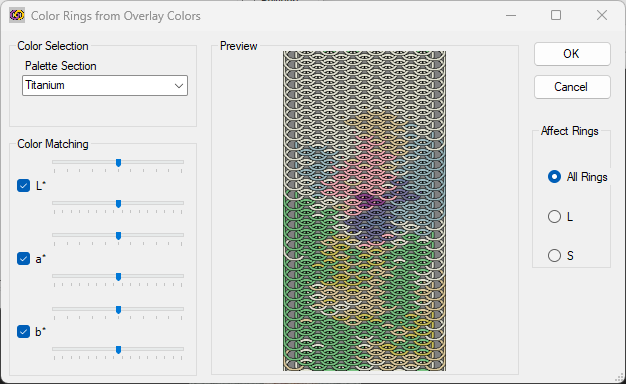 Color Rings from Overlay Colors
Color Selection
Palette Section
Titanium
Color Matching
L*
a*
b*
Preview
OK
Cancel
Affect Rings
All Rings
L
S